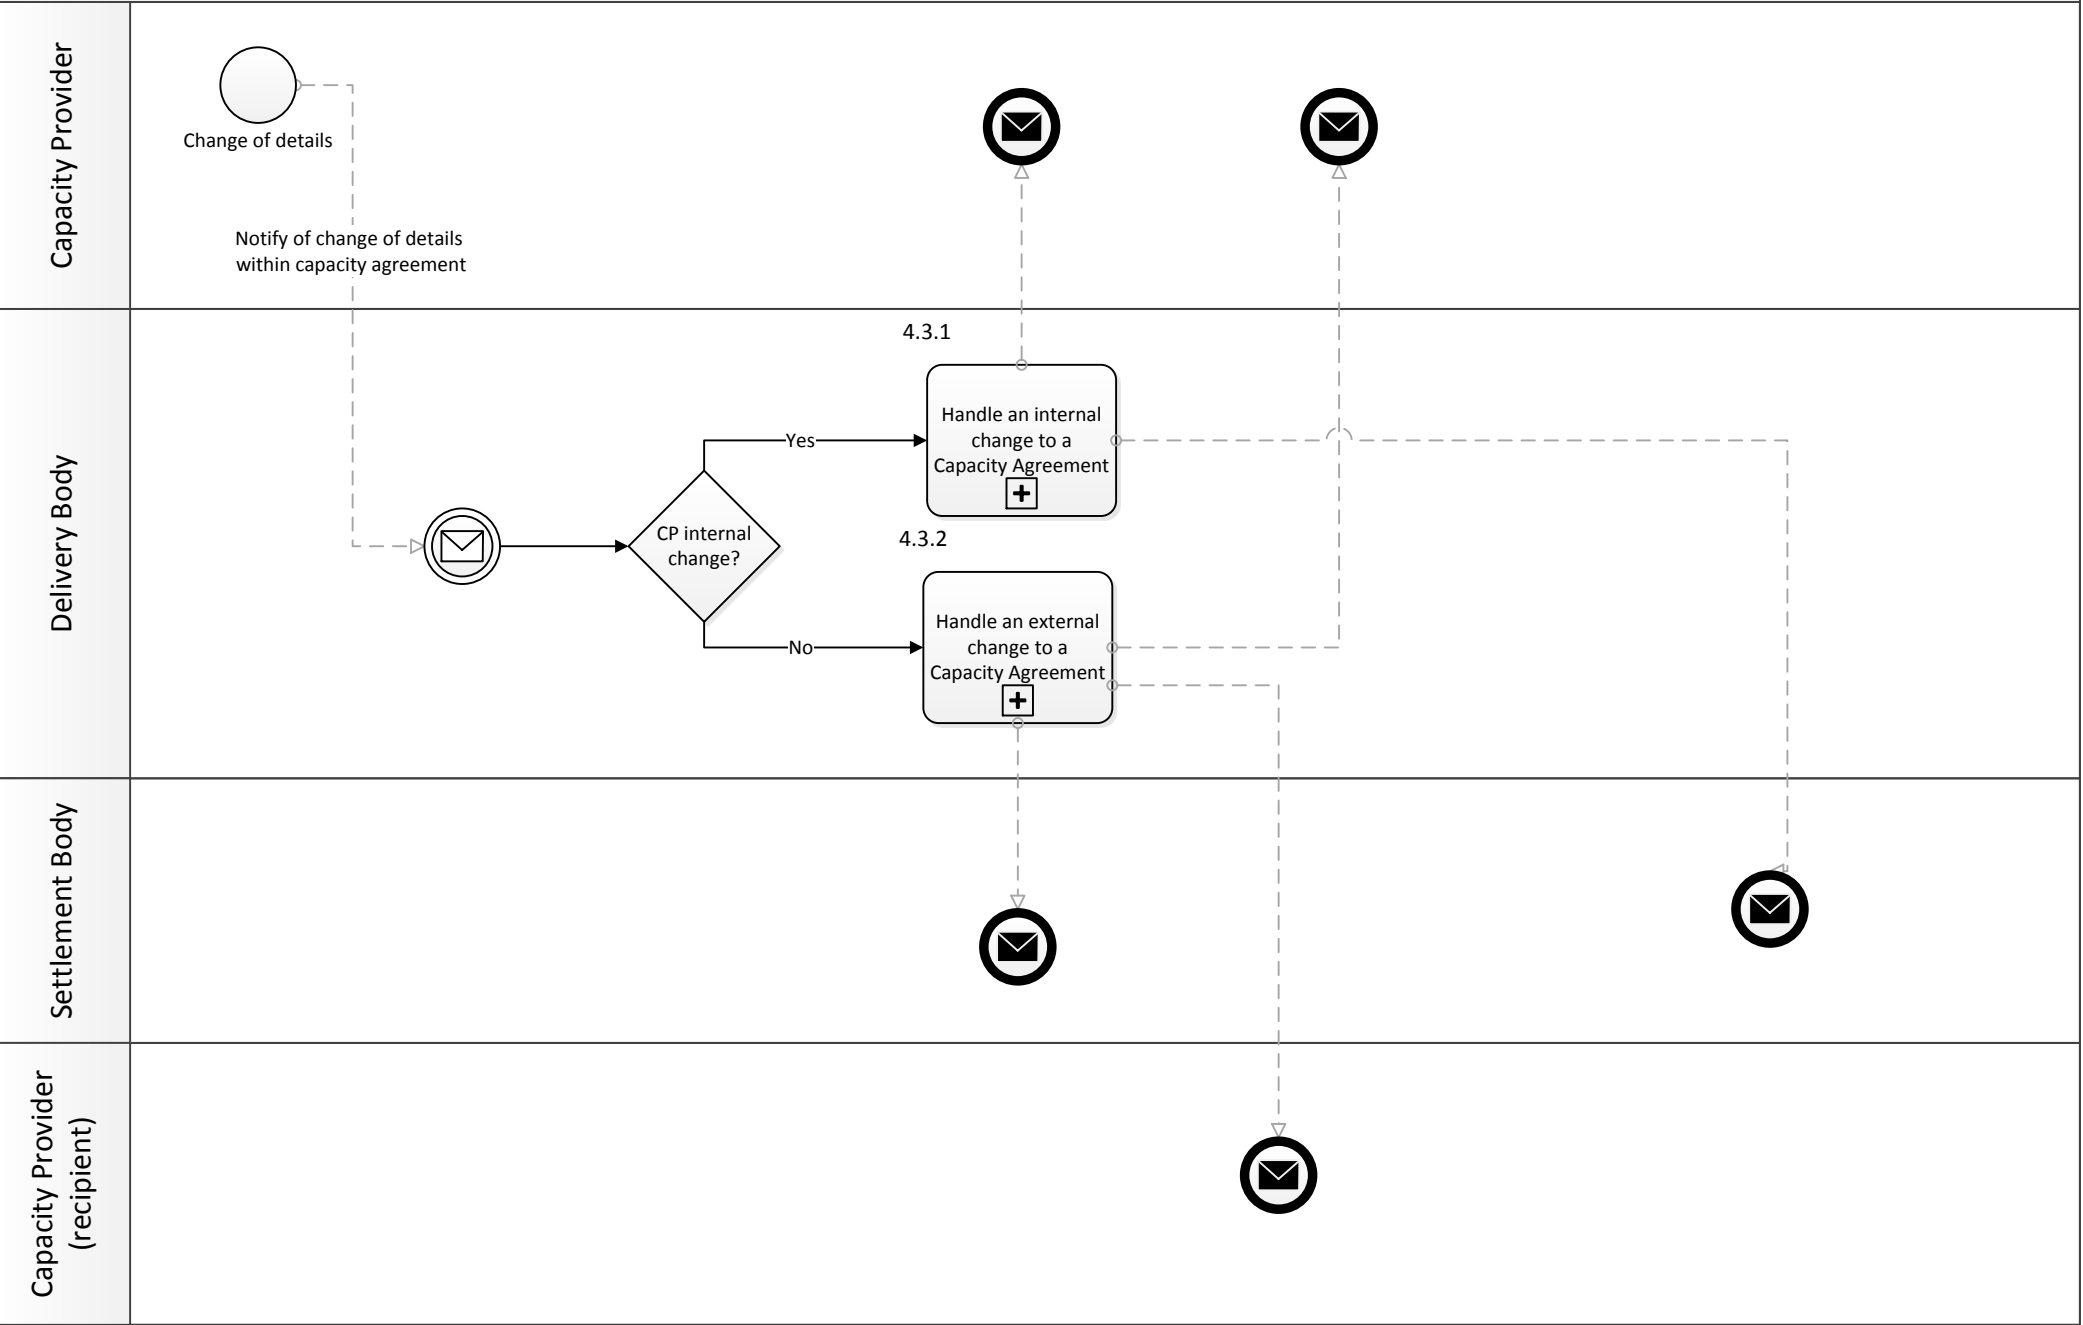 Capacity Provider
Change of details
Notify of change of details
within capacity agreement
Delivery Body
4.3.1
Handle an internal
change to a
Capacity Agreement
Yes
CP internal
change?
4.3.2
No
Handle an external
change to a
Capacity Agreement
Settlement Body
Capacity Provider
(recipient)